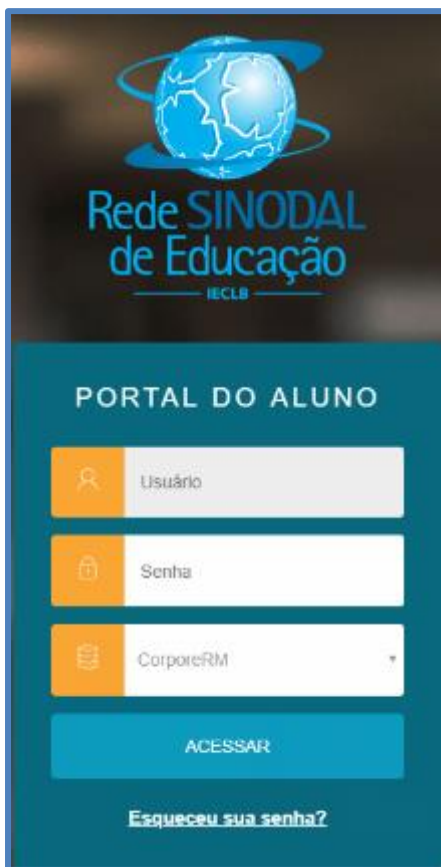 Rede SINODAL
de Educação
IECLB
PORTAL DO ALUNO
Usuário
Senha
CorporeRM
ACESSAR
Esqueceu sua senha?